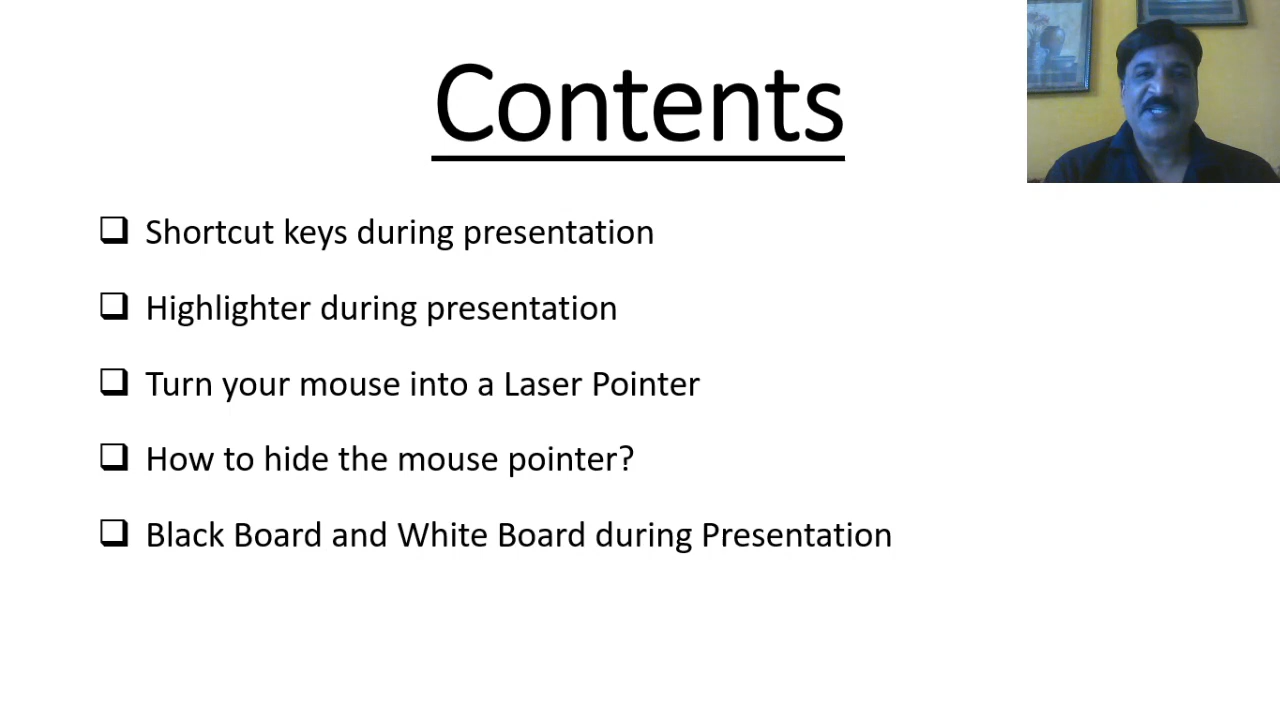 Contents
Shortcut keys during presentation
Highlighter during presentation
Turn your mouse into a Laser Pointer
How to hide the mouse pointer?
Black Board and White Board during Presentation